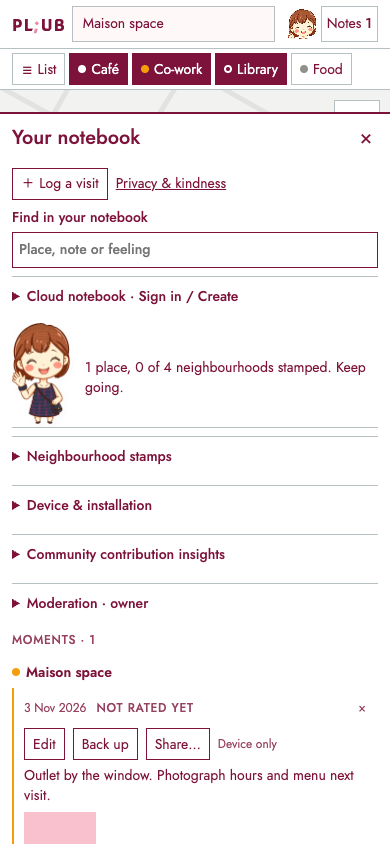 PL;UB
Maison space
Notes 1
≡ List
Café
Co-work
Library
Food
Your notebook
×
+ Log a visit
Privacy & kindness
Find in your notebook
Place, note or feeling
▶ Cloud notebook · Sign in / Create
1 place, 0 of 4 neighbourhoods stamped. Keep
going.
▶ Neighbourhood stamps
▶ Device & installation
▶ Community contribution insights
▶ Moderation · owner
MOMENTS · 1
Maison space
3 Nov 2026 NOT RATED YET ×
Edit
Back up
Share...
Device only
Outlet by the window. Photograph hours and menu next
visit.